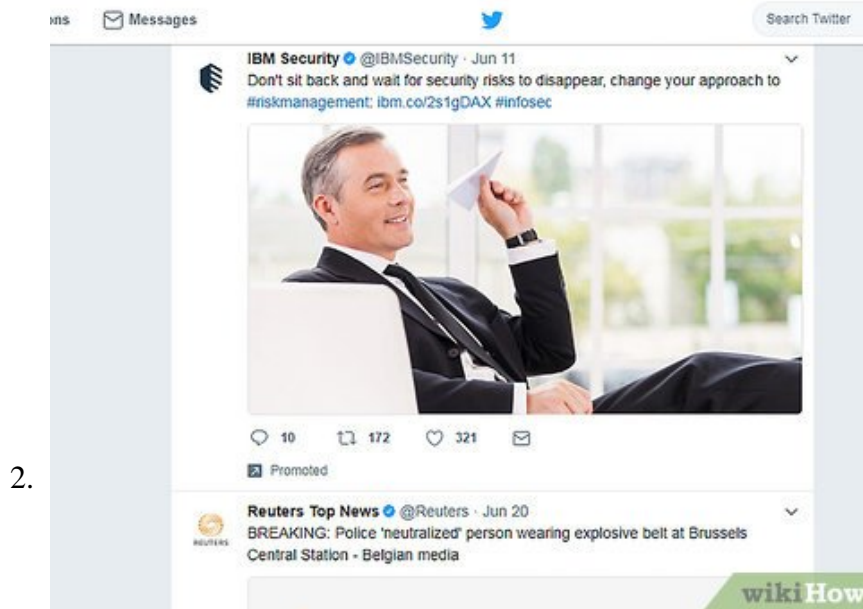 ons Messages Search Twitter
IBM Security @IBMSecurity · Jun 11
Don't sit back and wait for security risks to disappear, change your approach to
#riskmanagement: ibm.co/2s1gDAX #infosec
10 172 321
Promoted
2.
Reuters Top News @Reuters · Jun 20
REUTERS
BREAKING: Police 'neutralized' person wearing explosive belt at Brussels
Central Station - Belgian media
wikiHow